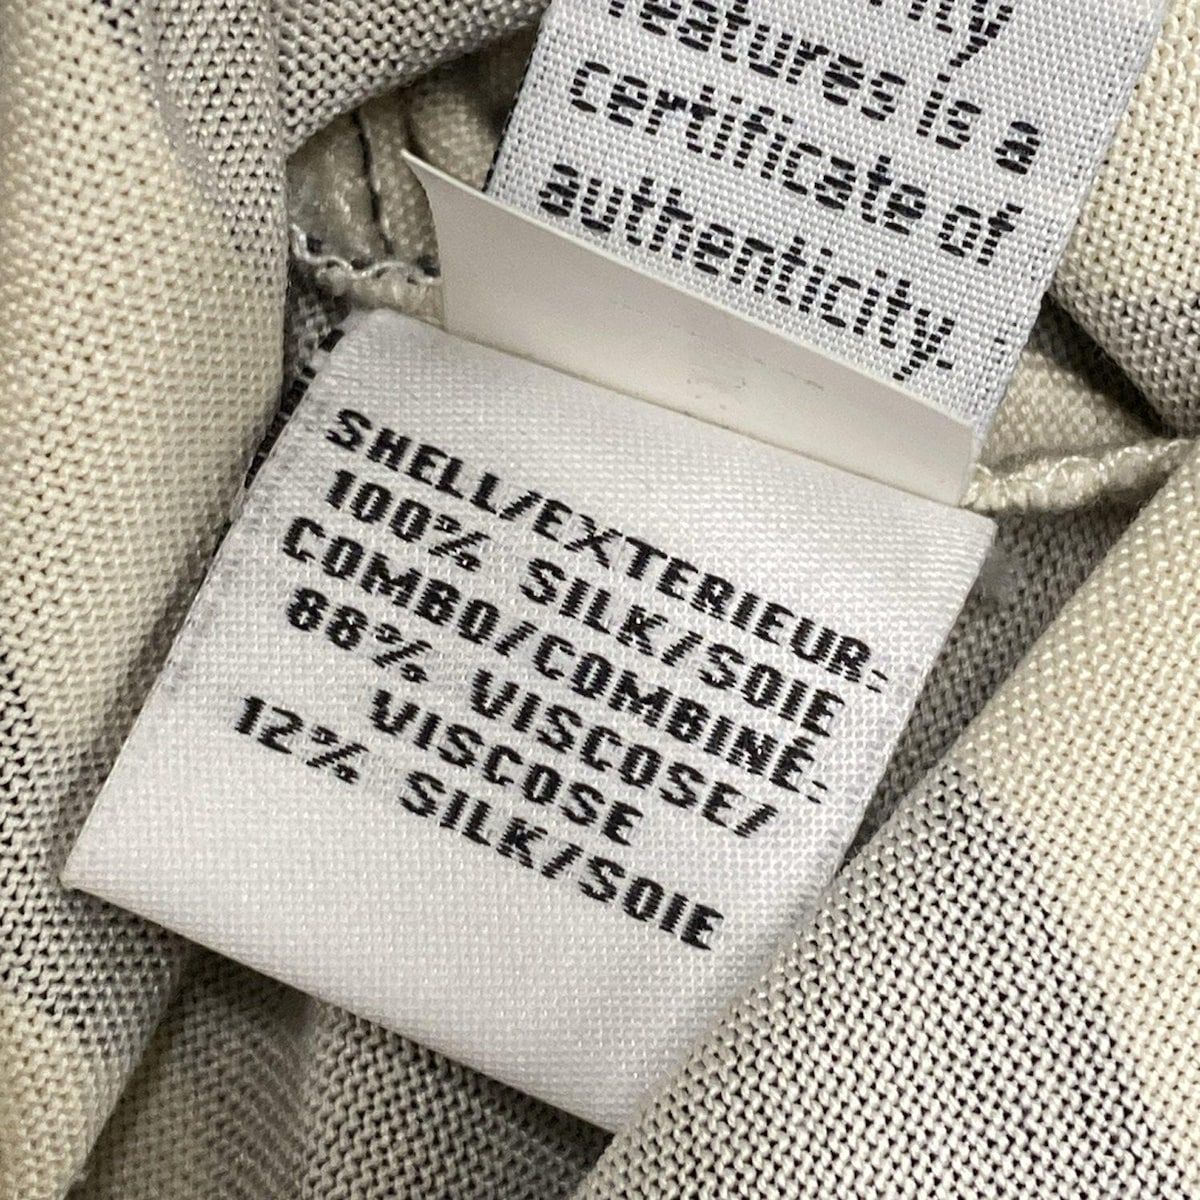 features is a
certificate of
authenticity.
SHELL/EXTERIEUR:
100% SILK/SOIE
COMBO/COMBINÉ:
88% VISCOSE/
VISCOSE
12% SILK/SOIE